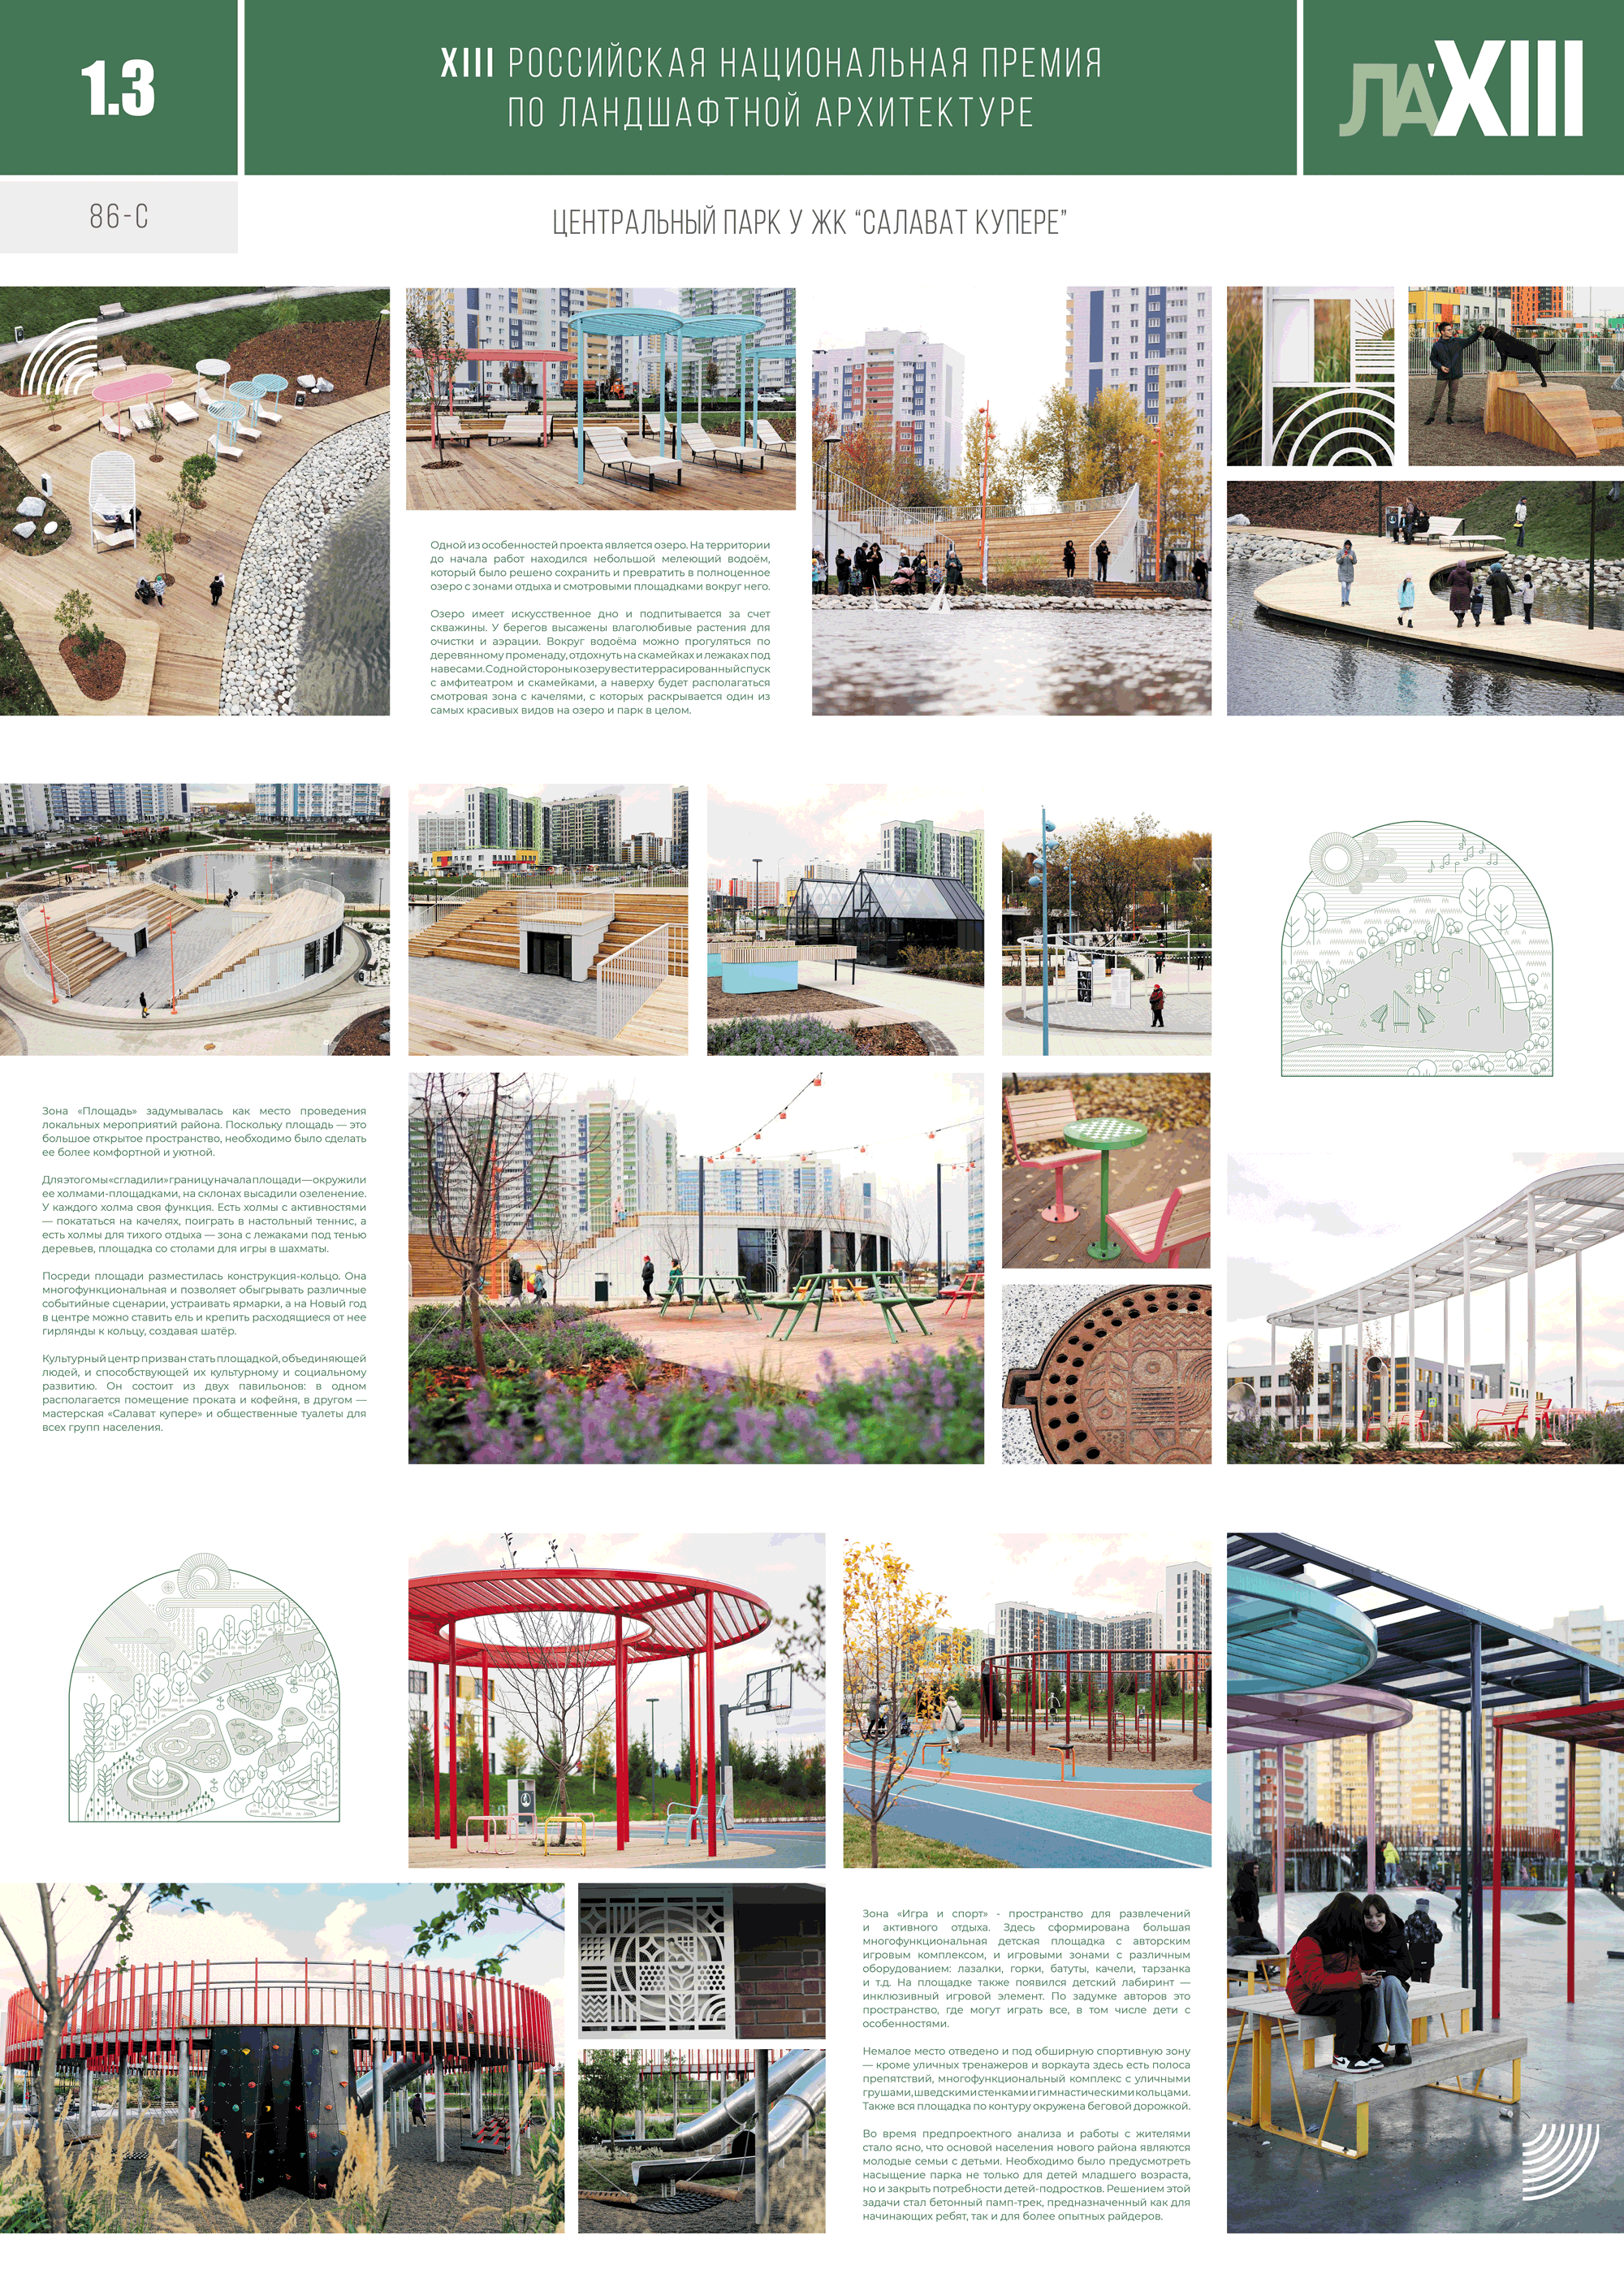 1.3
XIII РОССИЙСКАЯ НАЦИОНАЛЬНАЯ ПРЕМИЯ
ПО ЛАНДШАФТНОЙ АРХИТЕКТУРЕ
ЛА'XIII
86-С
ЦЕНТРАЛЬНЫЙ ПАРК У ЖК “САЛАВАТ КУПЕРЕ”
Одной из особенностей проекта является озеро. На территории
до начала работ находился небольшой мелеющий водоём,
который было решено сохранить и превратить в полноценное
озеро с зонами отдыха и смотровыми площадками вокруг него.
Озеро имеет искусственное дно и подпитывается за счет
скважины. У берегов высажены влаголюбивые растения для
очистки и аэрации. Вокруг водоёма можно прогуляться по
деревянному променаду, отдохнуть на скамейках и лежаках под
навесами. С одной стороны к озеру вести террасированный спуск
с амфитеатром и скамейками, а наверху будет располагаться
смотровая зона с качелями, с которых раскрывается один из
самых красивых видов на озеро и парк в целом.
Зона «Площадь» задумывалась как место проведения
локальных мероприятий района. Поскольку площадь — это
большое открытое пространство, необходимо было сделать
ее более комфортной и уютной.
Для этого мы «сгладили» границу начала площади — окружили
ее холмами-площадками, на склонах высадили озеленение.
У каждого холма своя функция. Есть холмы с активностями
— покататься на качелях, поиграть в настольный теннис, а
есть холмы для тихого отдыха — зона с лежаками под тенью
деревьев, площадка со столами для игры в шахматы.
Посреди площади разместилась конструкция-кольцо. Она
многофункциональная и позволяет обыгрывать различные
событийные сценарии, устраивать ярмарки, а на Новый год
в центре можно ставить ель и крепить расходящиеся от нее
гирлянды к кольцу, создавая шатёр.
Культурный центр призван стать площадкой, объединяющей
людей, и способствующей их культурному и социальному
развитию. Он состоит из двух павильонов: в одном
располагается помещение проката и кофейня, в другом —
мастерская «Салават купере» и общественные туалеты для
всех групп населения.
Зона «Игра и спорт» - пространство для развлечений
и активного отдыха. Здесь сформирована большая
многофункциональная детская площадка с авторским
игровым комплексом, и игровыми зонами с различным
оборудованием: лазалки, горки, батуты, качели, тарзанка
и т.д. На площадке также появился детский лабиринт —
инклюзивный игровой элемент. По задумке авторов это
пространство, где могут играть все, в том числе дети с
особенностями.
Немалое место отведено и под обширную спортивную зону
— кроме уличных тренажеров и воркаута здесь есть полоса
препятствий, многофункциональный комплекс с уличными
грушами, шведскими стенками и гимнастическими кольцами.
Также вся площадка по контуру окружена беговой дорожкой.
Во время предпроектного анализа и работы с жителями
стало ясно, что основой населения нового района являются
молодые семьи с детьми. Необходимо было предусмотреть
насыщение парка не только для детей младшего возраста,
но и закрыть потребности детей-подростков. Решением этой
задачи стал бетонный памп-трек, предназначенный как для
начинающих ребят, так и для более опытных райдеров.